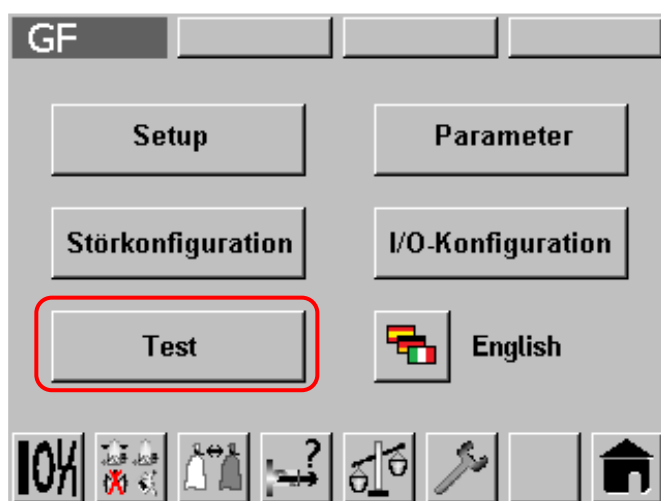 GF
Setup
Parameter
Störkonfiguration
I/O-Konfiguration
Test
English
IOK
?